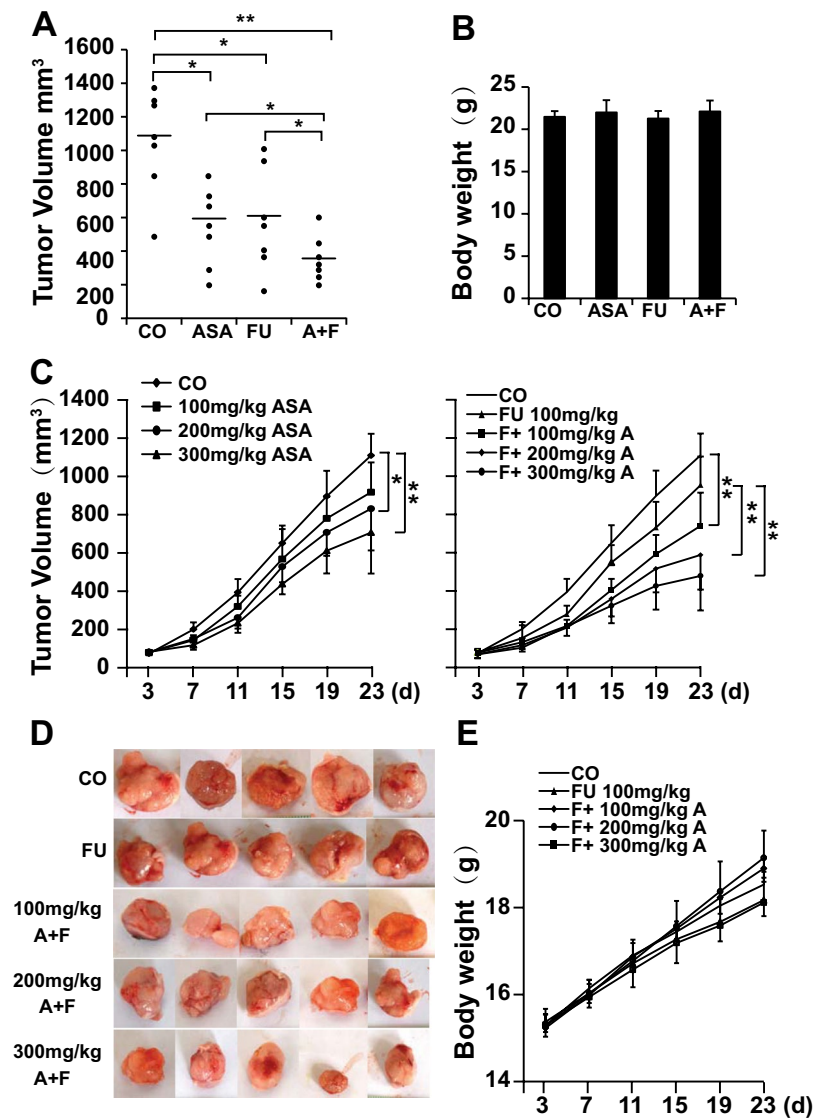 A
**
*
*
*
*
Tumor Volume mm³
1600
1400
1200
1000
800
600
400
200
0
CO ASA FU A+F
B
Body weight (g)
25
20
15
10
5
0
CO ASA FU A+F
C
CO
100mg/kg ASA
200mg/kg ASA
300mg/kg ASA
Tumor Volume (mm³)
1400
1200
1000
800
600
400
200
0
*
**
3 7 11 15 19 23 (d)
CO
FU 100mg/kg
F+ 100mg/kg A
F+ 200mg/kg A
F+ 300mg/kg A
**
**
**
3 7 11 15 19 23 (d)
D
CO
FU
100mg/kg
A+F
200mg/kg
A+F
300mg/kg
A+F
E
CO
FU 100mg/kg
F+ 100mg/kg A
F+ 200mg/kg A
F+ 300mg/kg A
Body weight (g)
20
18
16
14
3 7 11 15 19 23 (d)